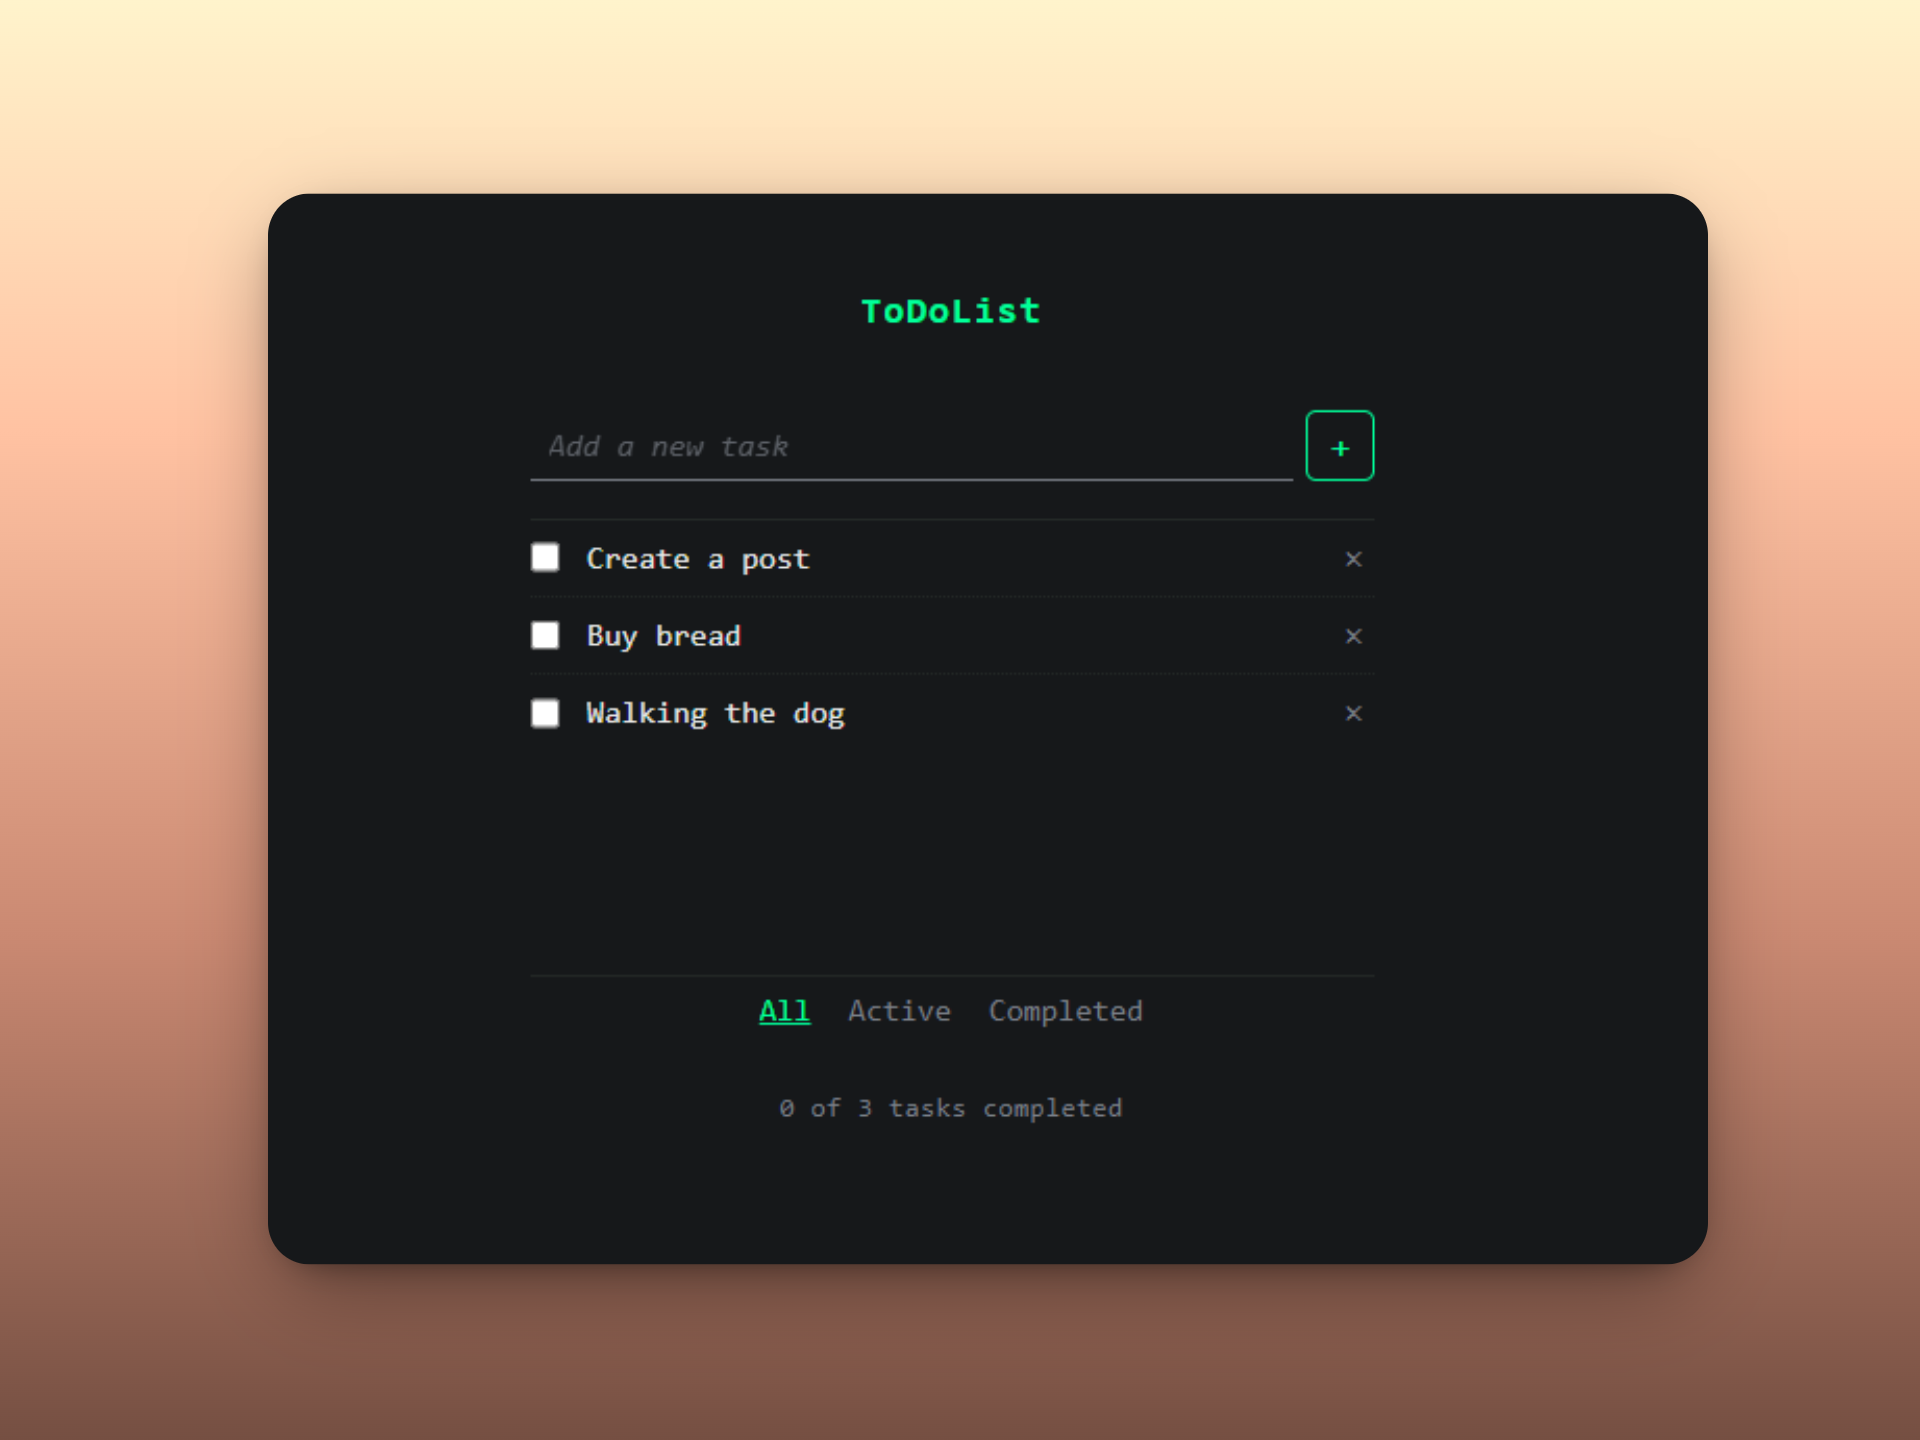 ToDoList
Add a new task +
Create a post ×
Buy bread ×
Walking the dog ×
All Active Completed
0 of 3 tasks completed